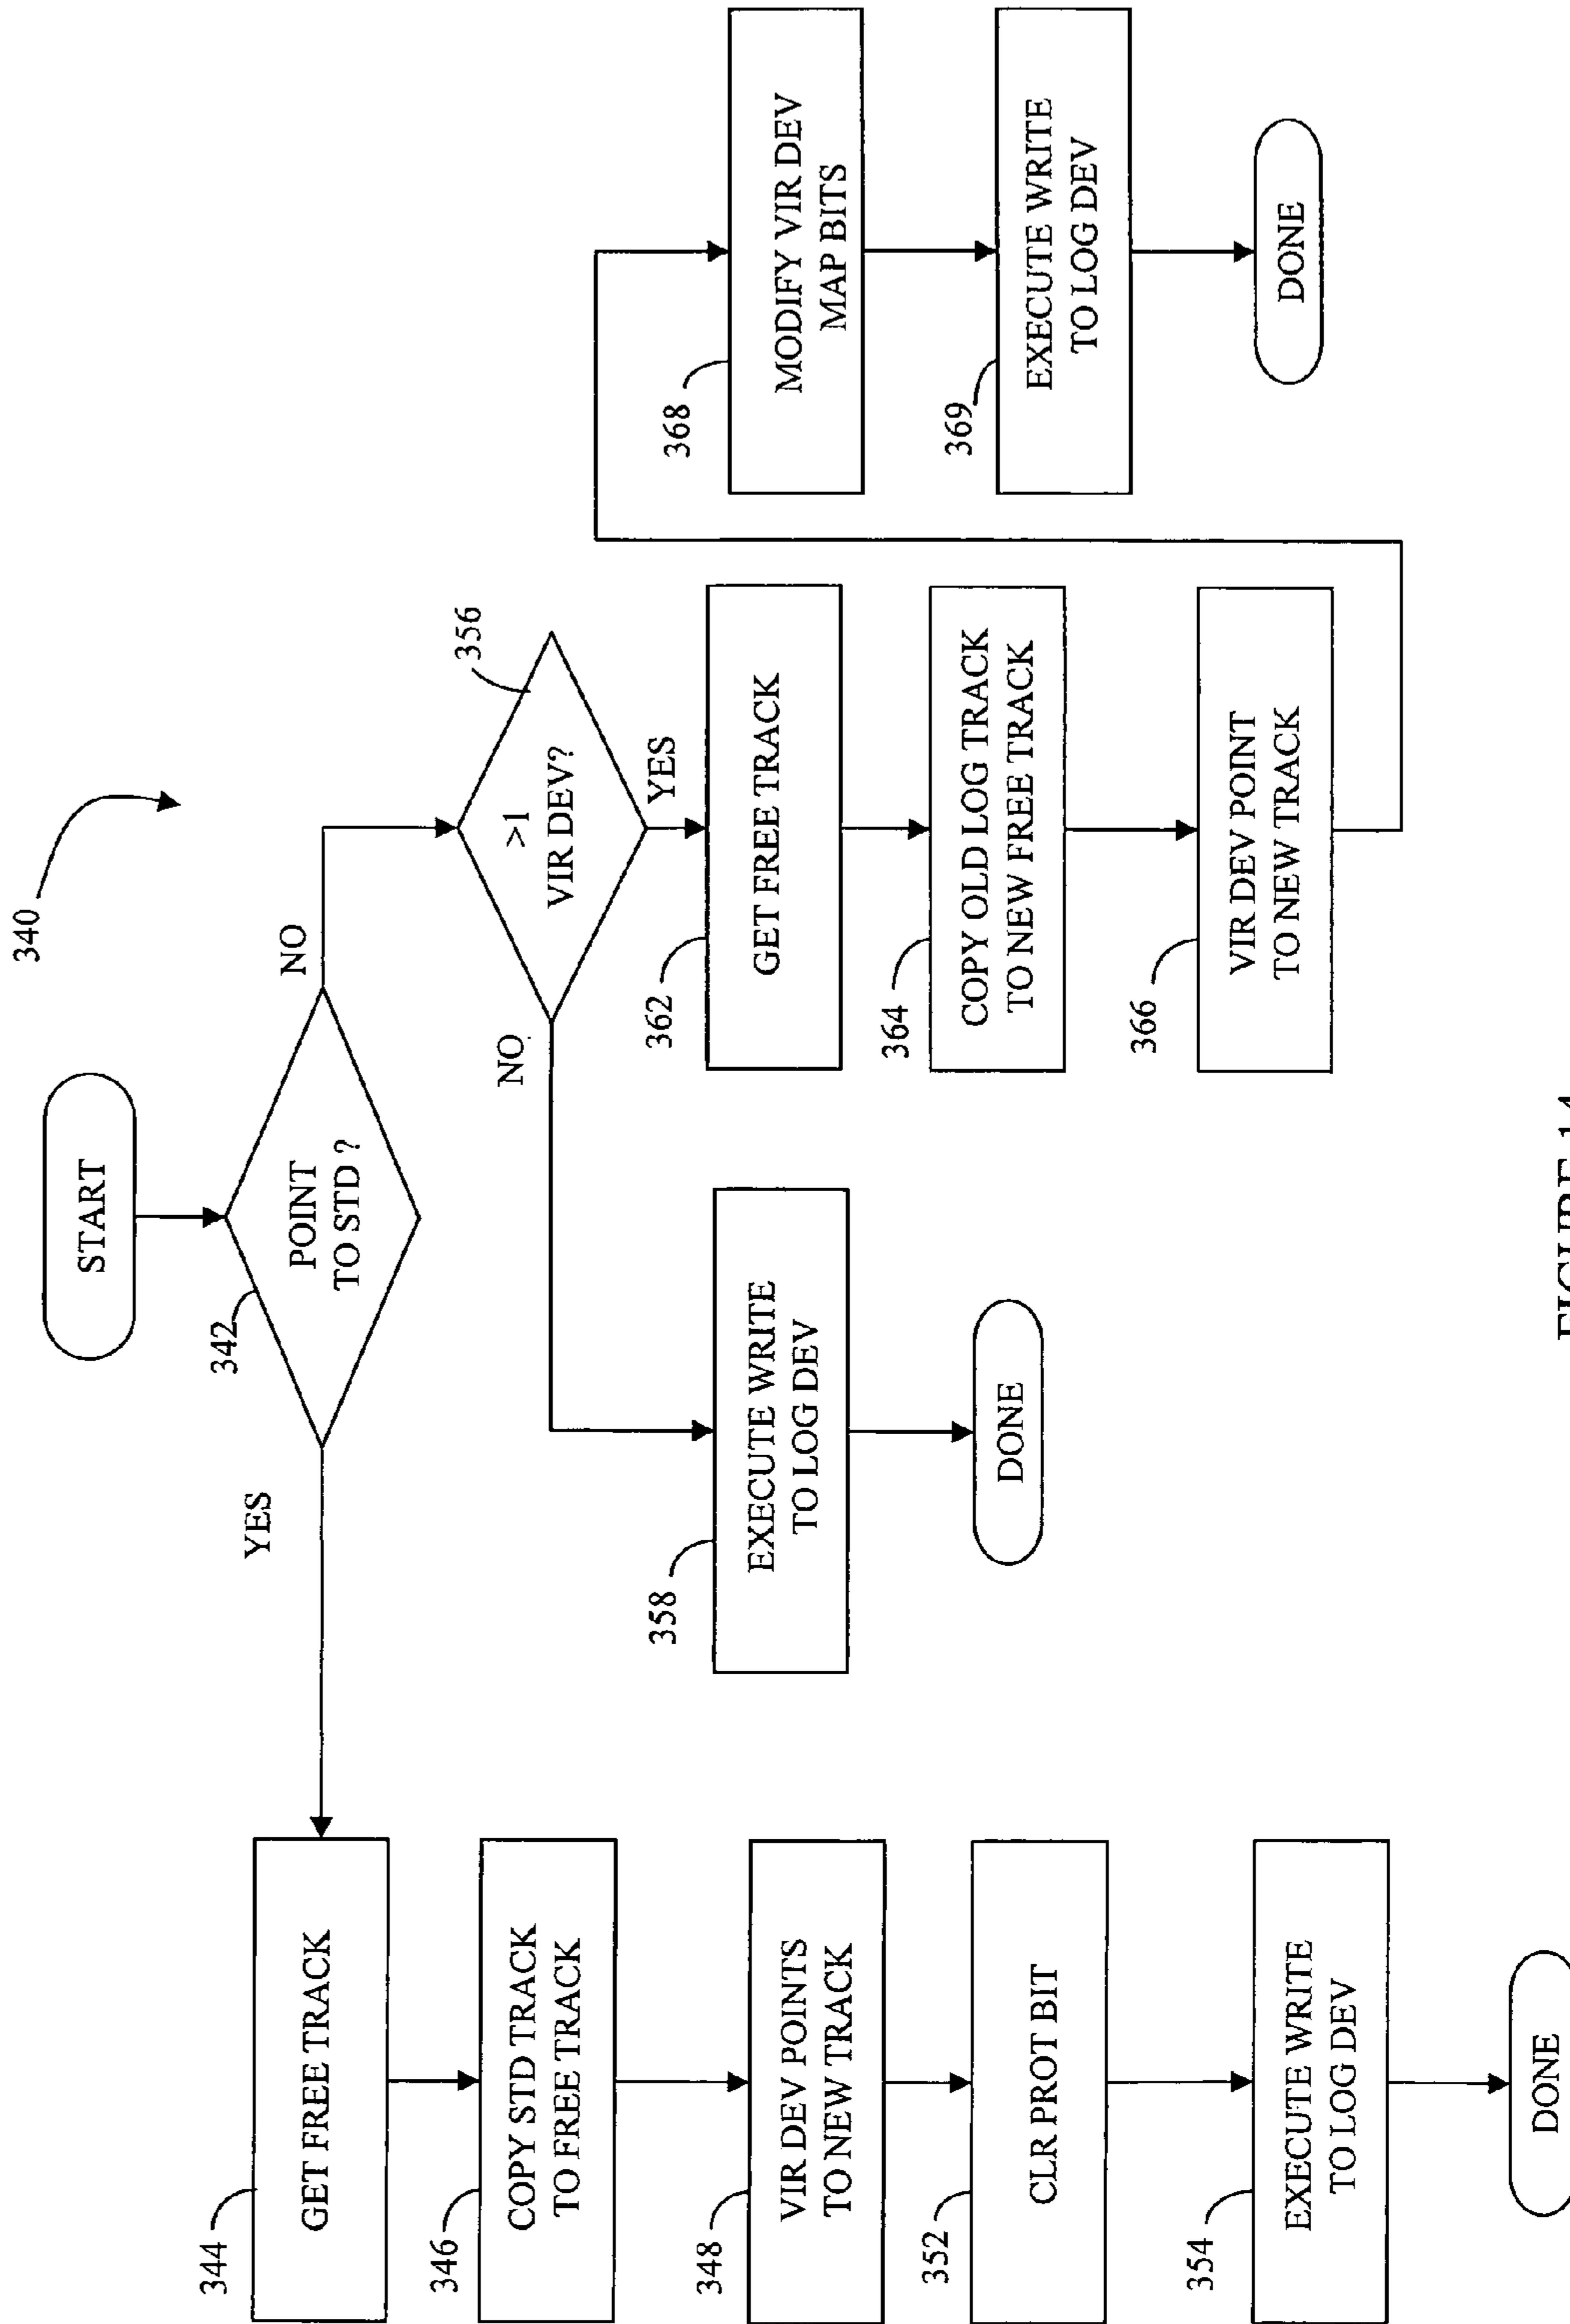 340
START
342
POINT
TO STD ?
YES
NO
344
GET FREE TRACK
346
COPY STD TRACK
TO FREE TRACK
348
VIR DEV POINTS
TO NEW TRACK
352
CLR PROT BIT
354
EXECUTE WRITE
TO LOG DEV
DONE
356
>1
VIR DEV?
NO
YES
358
EXECUTE WRITE
TO LOG DEV
DONE
362
GET FREE TRACK
364
COPY OLD LOG TRACK
TO NEW FREE TRACK
366
VIR DEV POINT
TO NEW TRACK
368
MODIFY VIR DEV
MAP BITS
369
EXECUTE WRITE
TO LOG DEV
DONE
FIGURE 14